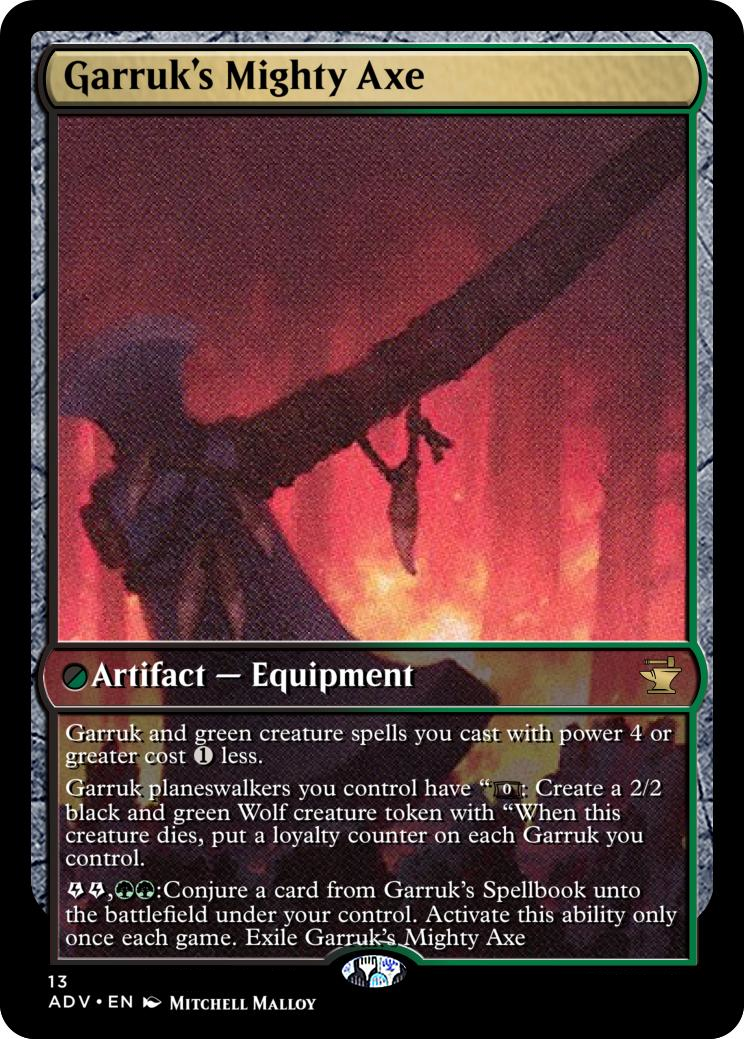 Garruk's Mighty Axe
Artifact — Equipment
Garruk and green creature spells you cast with power 4 or
greater cost 1 less.
Garruk planeswalkers you control have “0: Create a 2/2
black and green Wolf creature token with “When this
creature dies, put a loyalty counter on each Garruk you
control.
,:Conjure a card from Garruk's Spellbook unto
the battlefield under your control. Activate this ability only
once each game. Exile Garruk's Mighty Axe
13
ADV • EN MITCHELL MALLOY